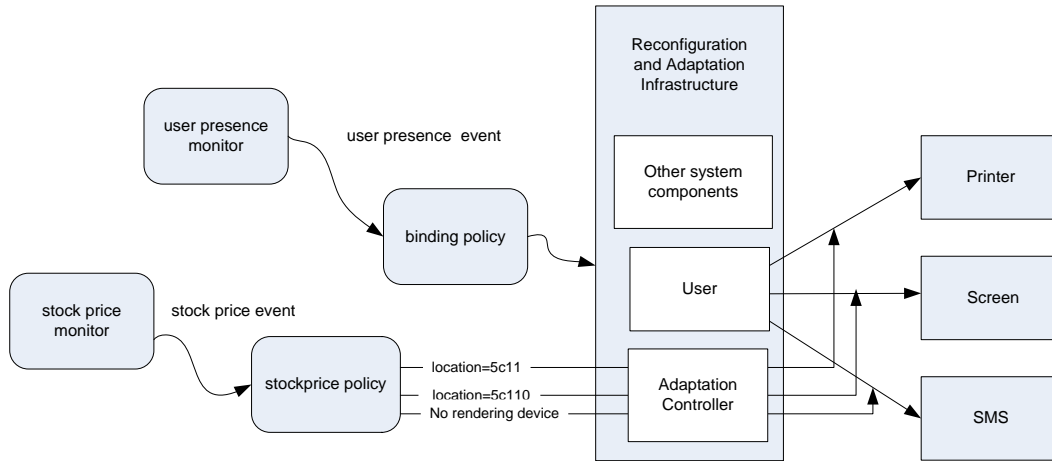 Reconfiguration
and Adaptation
Infrastructure
user presence
monitor
user presence event
Other system
components
Printer
binding policy
User
Screen
stock price
monitor
stock price event
stockprice policy
location=5c11
location=5c110
No rendering device
Adaptation
Controller
SMS